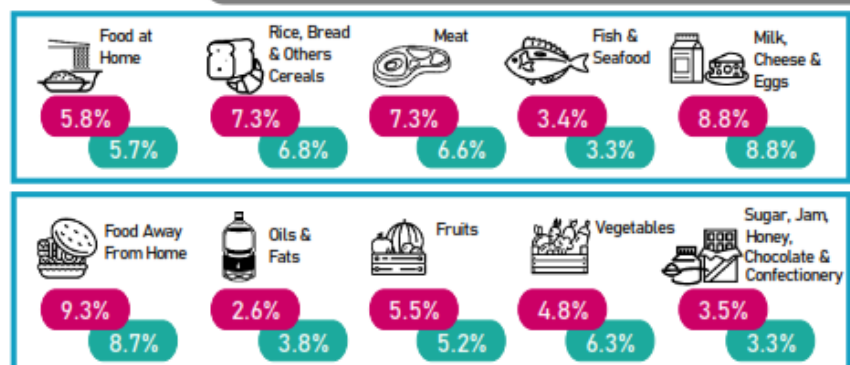 Food at
Home
5.8%
5.7%
Rice, Bread
& Others
Cereals
7.3%
6.8%
Meat
7.3%
6.6%
Fish &
Seafood
3.4%
3.3%
Milk,
Cheese &
Eggs
8.8%
8.8%
Food Away
From Home
9.3%
8.7%
Oils &
Fats
2.6%
3.8%
Fruits
5.5%
5.2%
Vegetables
4.8%
6.3%
Sugar, Jam,
Honey,
Chocolate &
Confectionery
3.5%
3.3%